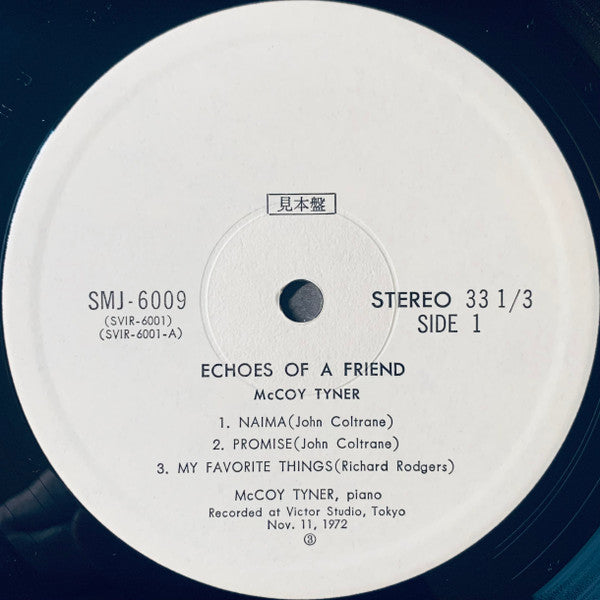 見本盤
SMJ-6009
(SVIR-6001)
(SVIR-6001-A)
STEREO 33 1/3
SIDE 1
ECHOES OF A FRIEND
McCOY TYNER
1. NAIMA(John Coltrane)
2. PROMISE(John Coltrane)
3. MY FAVORITE THINGS(Richard Rodgers)
McCOY TYNER, piano
Recorded at Victor Studio, Tokyo
Nov. 11, 1972
③